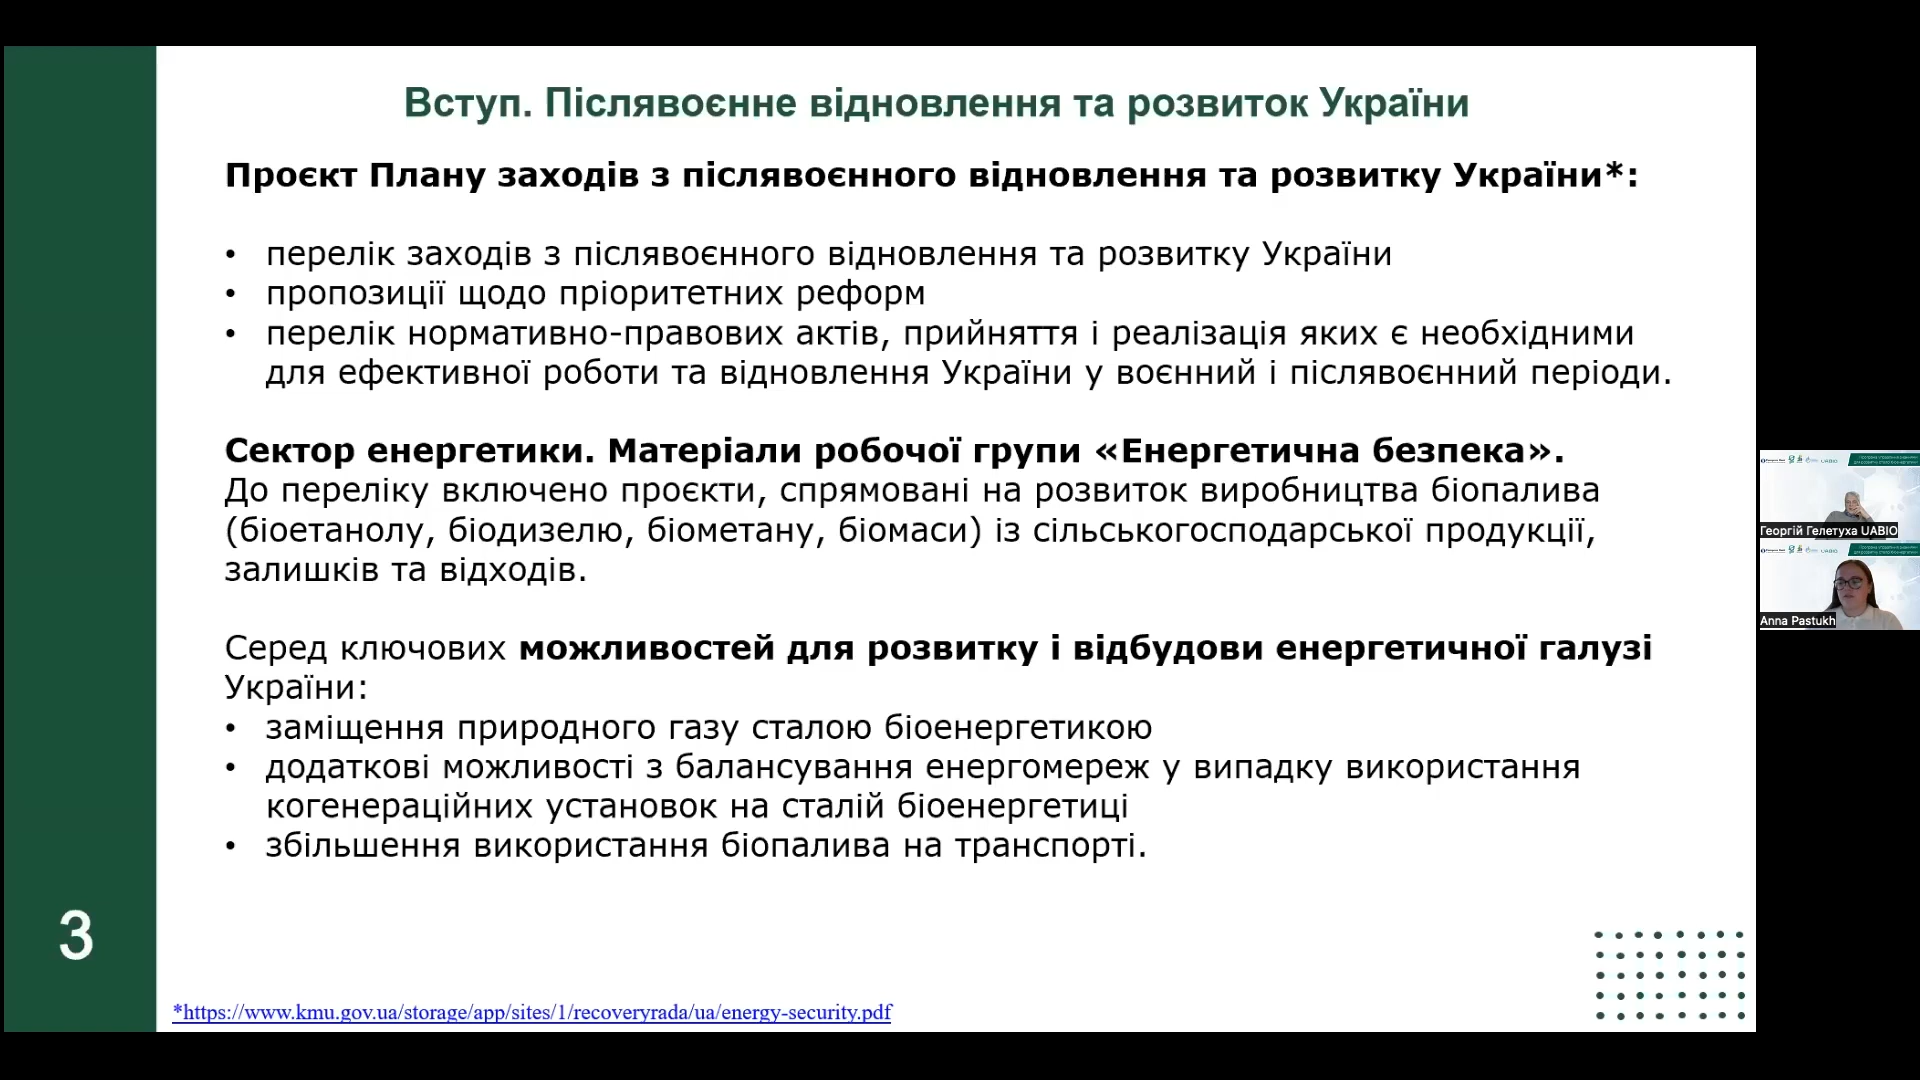 Вступ. Післявоєнне відновлення та розвиток України
Проєкт Плану заходів з післявоєнного відновлення та розвитку України*:
• перелік заходів з післявоєнного відновлення та розвитку України
• пропозиції щодо пріоритетних реформ
• перелік нормативно-правових актів, прийняття і реалізація яких є необхідними
для ефективної роботи та відновлення України у воєнний і післявоєнний періоди.
Сектор енергетики. Матеріали робочої групи «Енергетична безпека».
До переліку включено проєкти, спрямовані на розвиток виробництва біопалива
(біоетанолу, біодизелю, біометану, біомаси) із сільськогосподарської продукції,
залишків та відходів.
Серед ключових можливостей для розвитку і відбудови енергетичної галузі
України:
• заміщення природного газу сталою біоенергетикою
• додаткові можливості з балансування енергомереж у випадку використання
когенераційних установок на сталій біоенергетиці
• збільшення використання біопалива на транспорті.
3
*https://www.kmu.gov.ua/storage/app/sites/1/recoveryrada/ua/energy-security.pdf
Георгій Гелетуха UABIO
Anna Pastukh